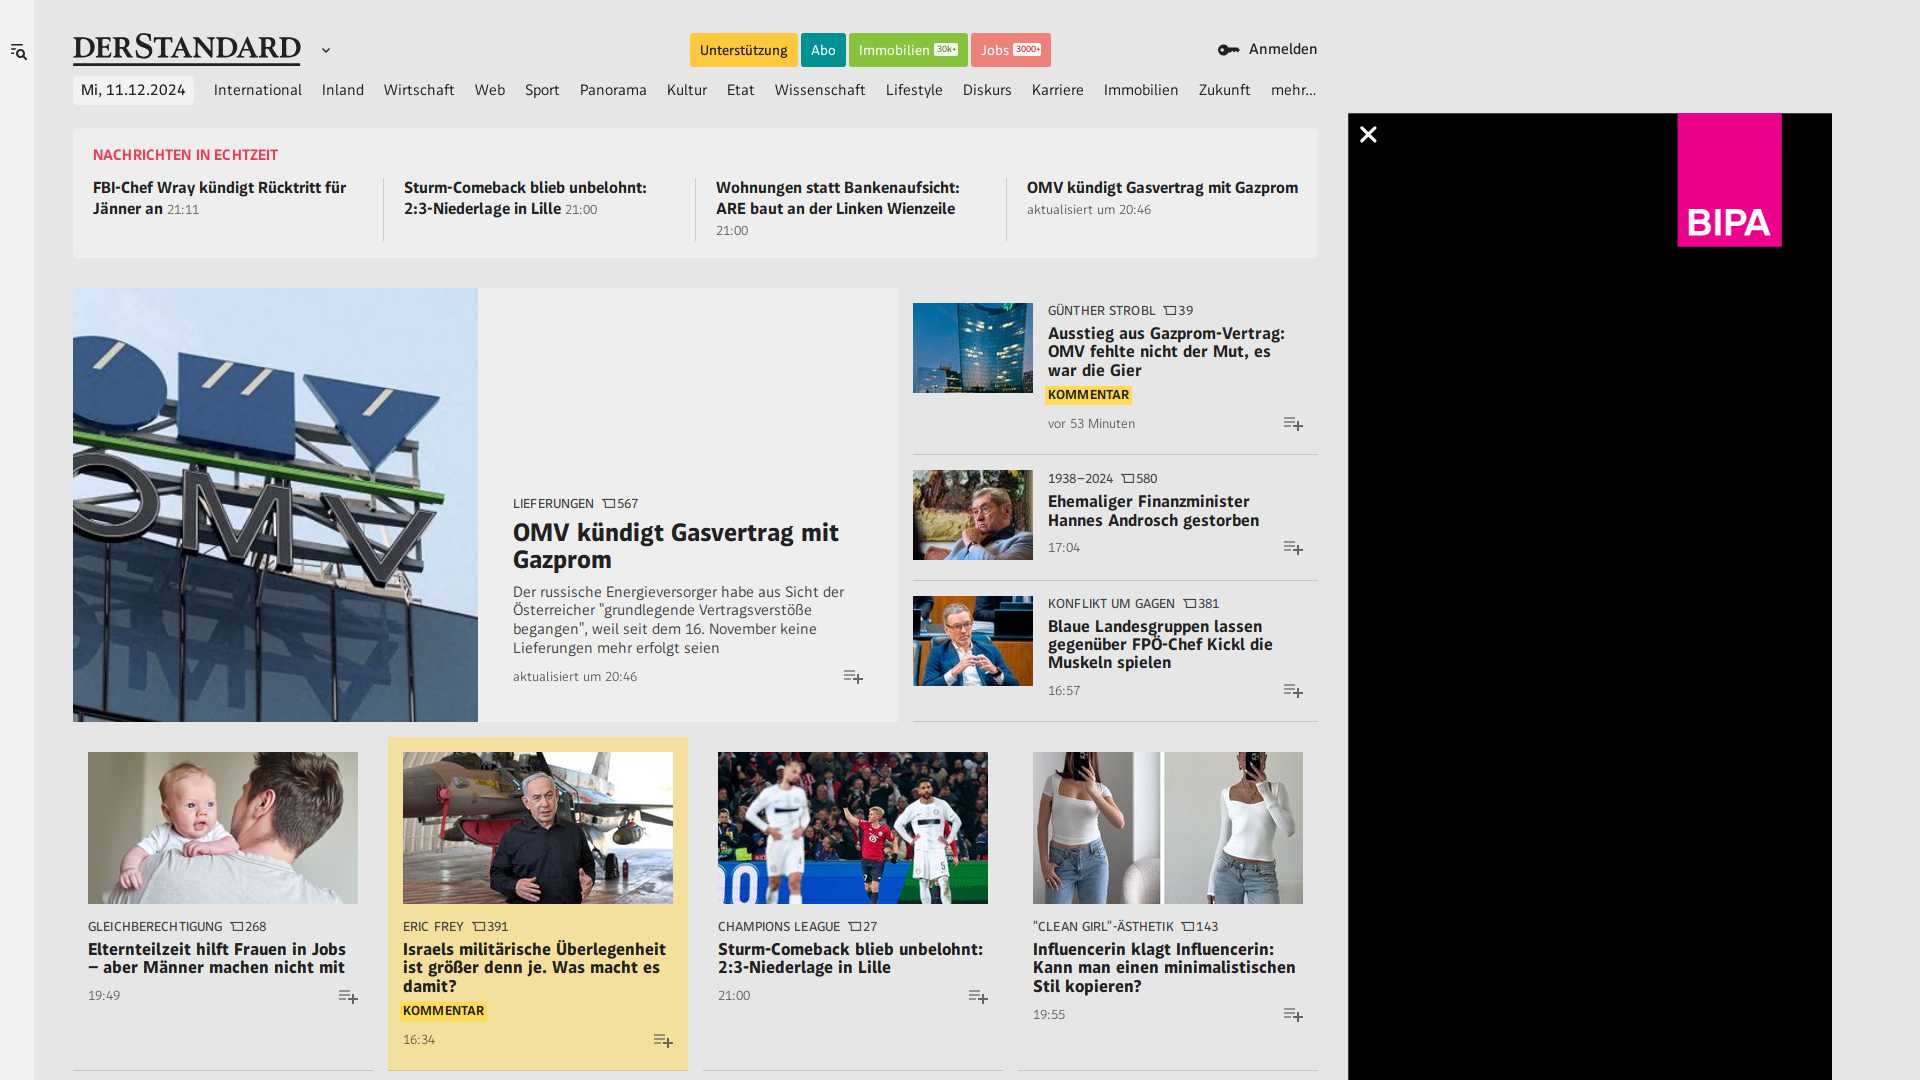 DERSTANDARD
Unterstützung
Abo
Immobilien 30k+
Jobs 3000+
Anmelden
Mi, 11.12.2024
International
Inland
Wirtschaft
Web
Sport
Panorama
Kultur
Etat
Wissenschaft
Lifestyle
Diskurs
Karriere
Immobilien
Zukunft
mehr...
NACHRICHTEN IN ECHTZEIT
FBI-Chef Wray kündigt Rücktritt für
Jänner an 21:11
Sturm-Comeback blieb unbelohnt:
2:3-Niederlage in Lille 21:00
Wohnungen statt Bankenaufsicht:
ARE baut an der Linken Wienzeile
21:00
OMV kündigt Gasvertrag mit Gazprom
aktualisiert um 20:46
BIPA
OMV
OMV
LIEFERUNGEN 567
OMV kündigt Gasvertrag mit
Gazprom
Der russische Energieversorger habe aus Sicht der
Österreicher "grundlegende Vertragsverstöße
begangen", weil seit dem 16. November keine
Lieferungen mehr erfolgt seien
aktualisiert um 20:46
GÜNTHER STROBL 39
Ausstieg aus Gazprom-Vertrag:
OMV fehlte nicht der Mut, es
war die Gier
KOMMENTAR
vor 53 Minuten
1938–2024 580
Ehemaliger Finanzminister
Hannes Androsch gestorben
17:04
KONFLIKT UM GAGEN 381
Blaue Landesgruppen lassen
gegenüber FPÖ-Chef Kickl die
Muskeln spielen
16:57
GLEICHBERECHTIGUNG 268
Elternteilzeit hilft Frauen in Jobs
– aber Männer machen nicht mit
19:49
ERIC FREY 391
Israels militärische Überlegenheit
ist größer denn je. Was macht es
damit?
KOMMENTAR
16:34
CHAMPIONS LEAGUE 27
Sturm-Comeback blieb unbelohnt:
2:3-Niederlage in Lille
21:00
"CLEAN GIRL"-ÄSTHETIK 143
Influencerin klagt Influencerin:
Kann man einen minimalistischen
Stil kopieren?
19:55